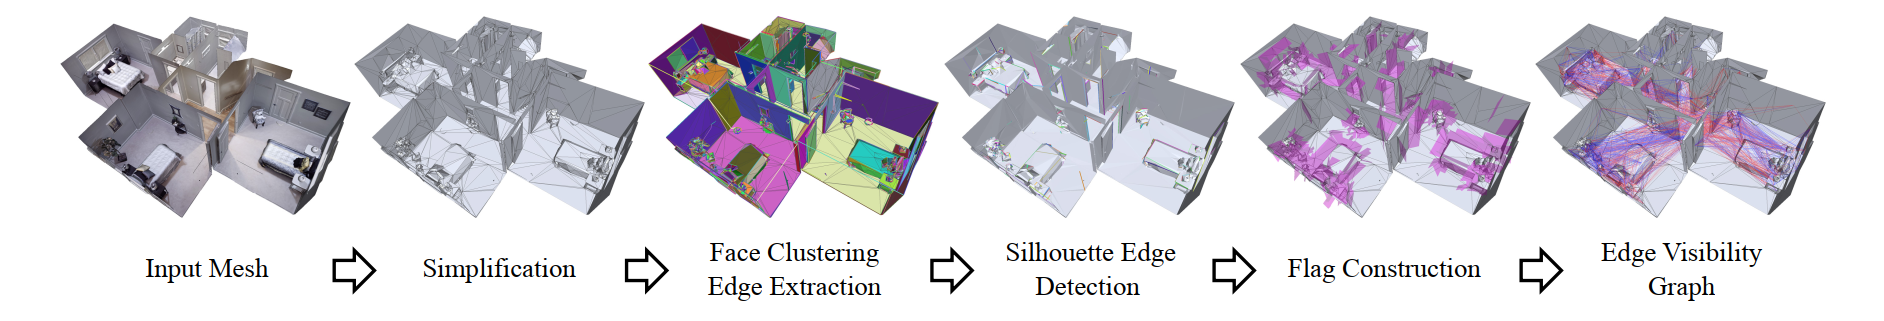 Input Mesh
Simplification
Face Clustering
Edge Extraction
Silhouette Edge
Detection
Flag Construction
Edge Visibility
Graph